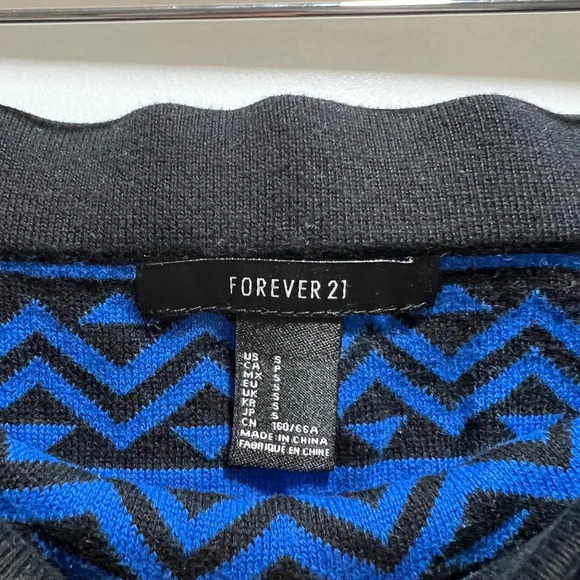 FOREVER 21
US S
CA P
MX S
EU S
UK S
KR S
JP S
CN 160/66A
MADE IN CHINA
FABRIQUÉ EN CHINE